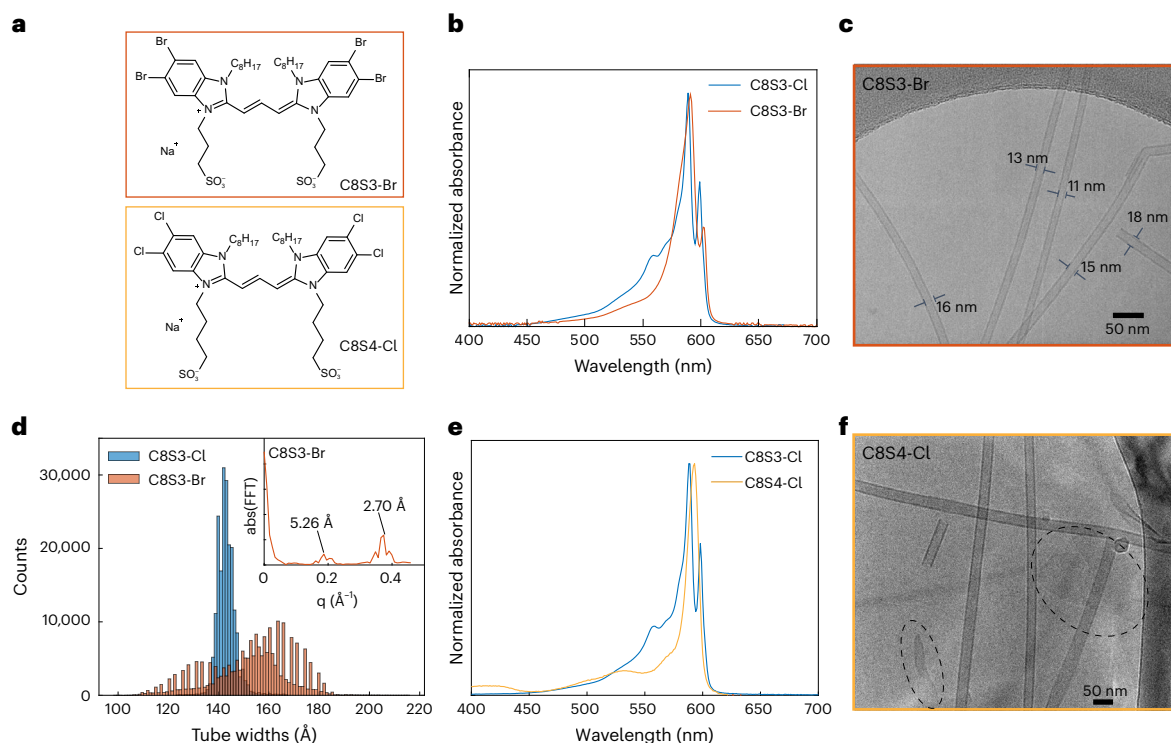 a
Br
Br
C8H17
C8H17
Br
Br
N
N
N
+
N
Na+
SO3−
SO3−
C8S3-Br
Cl
Cl
C8H17
C8H17
Cl
Cl
N
N
N
+
N
Na+
SO3−
SO3−
C8S4-Cl
b
C8S3-Cl
C8S3-Br
Normalized absorbance
400 450 500 550 600 650 700
Wavelength (nm)
c
C8S3-Br
13 nm
11 nm
18 nm
15 nm
16 nm
50 nm
d
C8S3-Cl
C8S3-Br
Counts
30,000
20,000
10,000
0
100 120 140 160 180 200 220
Tube widths (Å)
C8S3-Br
abs(FFT)
5.26 Å
2.70 Å
0 0.2 0.4
q (Å−1)
e
C8S3-Cl
C8S4-Cl
Normalized absorbance
400 450 500 550 600 650 700
Wavelength (nm)
f
C8S4-Cl
50 nm